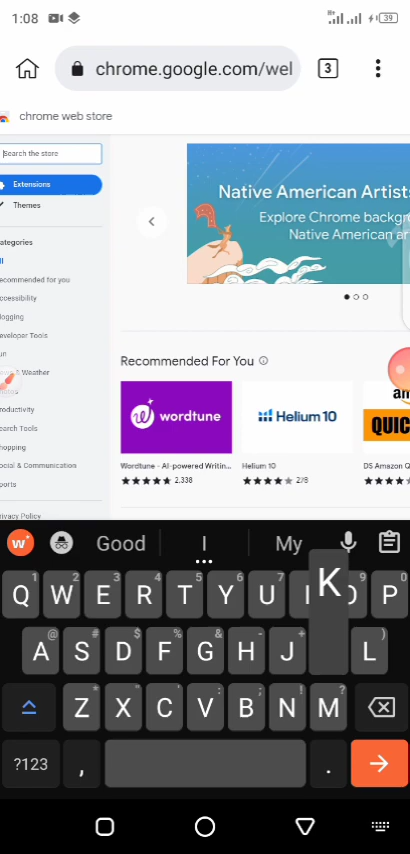 1:08
39
chrome.google.com/wel
3
chrome web store
Search the store
Extensions
Themes
Native American Artists
Explore Chrome backgr
Native American ar
ategories
ll
ecommended for you
ccessibility
logging
eveloper Tools
un
& Weather
roductivity
earch Tools
hopping
ocial & Communication
ports
rivacy Policy
Recommended For You
wordtune
Helium 10
QUIC
Wordtune - AI-powered Writin...
Helium 10
DS Amazon Q
2,338
Good I My
K
1 2 3 4 5 6 7 9 0
Q W E R T Y U I O P
@ # $ % & - + )
A S D F G H J L
* " ' : ; ! ?
Z X C V B N M
?123 , .